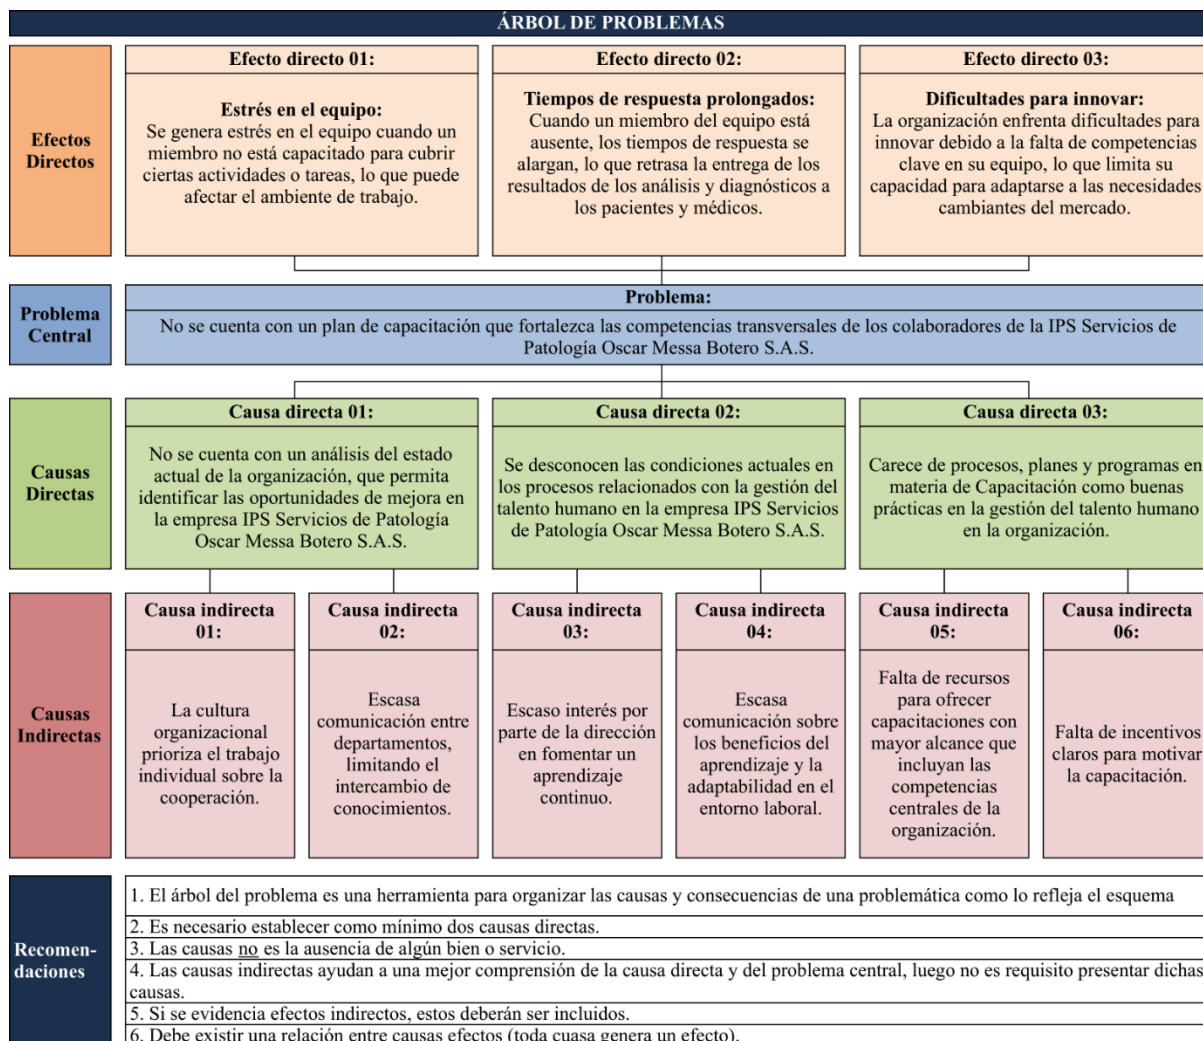 ÁRBOL DE PROBLEMAS
Efectos
Directos
Efecto directo 01:
Estrés en el equipo:
Se genera estrés en el equipo cuando un
miembro no está capacitado para cubrir
ciertas actividades o tareas, lo que puede
afectar el ambiente de trabajo.
Efecto directo 02:
Tiempos de respuesta prolongados:
Cuando un miembro del equipo está
ausente, los tiempos de respuesta se
alargan, lo que retrasa la entrega de los
resultados de los análisis y diagnósticos a
los pacientes y médicos.
Efecto directo 03:
Dificultades para innovar:
La organización enfrenta dificultades para
innovar debido a la falta de competencias
clave en su equipo, lo que limita su
capacidad para adaptarse a las necesidades
cambiantes del mercado.
Problema
Central
Problema:
No se cuenta con un plan de capacitación que fortalezca las competencias transversales de los colaboradores de la IPS Servicios de
Patología Oscar Messa Botero S.A.S.
Causas
Directas
Causa directa 01:
No se cuenta con un análisis del estado
actual de la organización, que permita
identificar las oportunidades de mejora en
la empresa IPS Servicios de Patología
Oscar Messa Botero S.A.S.
Causa directa 02:
Se desconocen las condiciones actuales en
los procesos relacionados con la gestión del
talento humano en la empresa IPS Servicios
de Patología Oscar Messa Botero S.A.S.
Causa directa 03:
Carece de procesos, planes y programas en
materia de Capacitación como buenas
prácticas en la gestión del talento humano
en la organización.
Causas
Indirectas
Causa indirecta
01:
La cultura
organizacional
prioriza el trabajo
individual sobre la
cooperación.
Causa indirecta
02:
Escasa
comunicación entre
departamentos,
limitando el
intercambio de
conocimientos.
Causa indirecta
03:
Escaso interés por
parte de la dirección
en fomentar un
aprendizaje
continuo.
Causa indirecta
04:
Escasa
comunicación sobre
los beneficios del
aprendizaje y la
adaptabilidad en el
entorno laboral.
Causa indirecta
05:
Falta de recursos
para ofrecer
capacitaciones con
mayor alcance que
incluyan las
competencias
centrales de la
organización.
Causa indirecta
06:
Falta de incentivos
claros para motivar
la capacitación.
Recomen-
daciones
1. El árbol del problema es una herramienta para organizar las causas y consecuencias de una problemática como lo refleja el esquema
2. Es necesario establecer como mínimo dos causas directas.
3. Las causas no es la ausencia de algún bien o servicio.
4. Las causas indirectas ayudan a una mejor comprensión de la causa directa y del problema central, luego no es requisito presentar dichas
causas.
5. Si se evidencia efectos indirectos, estos deberán ser incluidos.
6. Debe existir una relación entre causas efectos (toda cuasa genera un efecto).